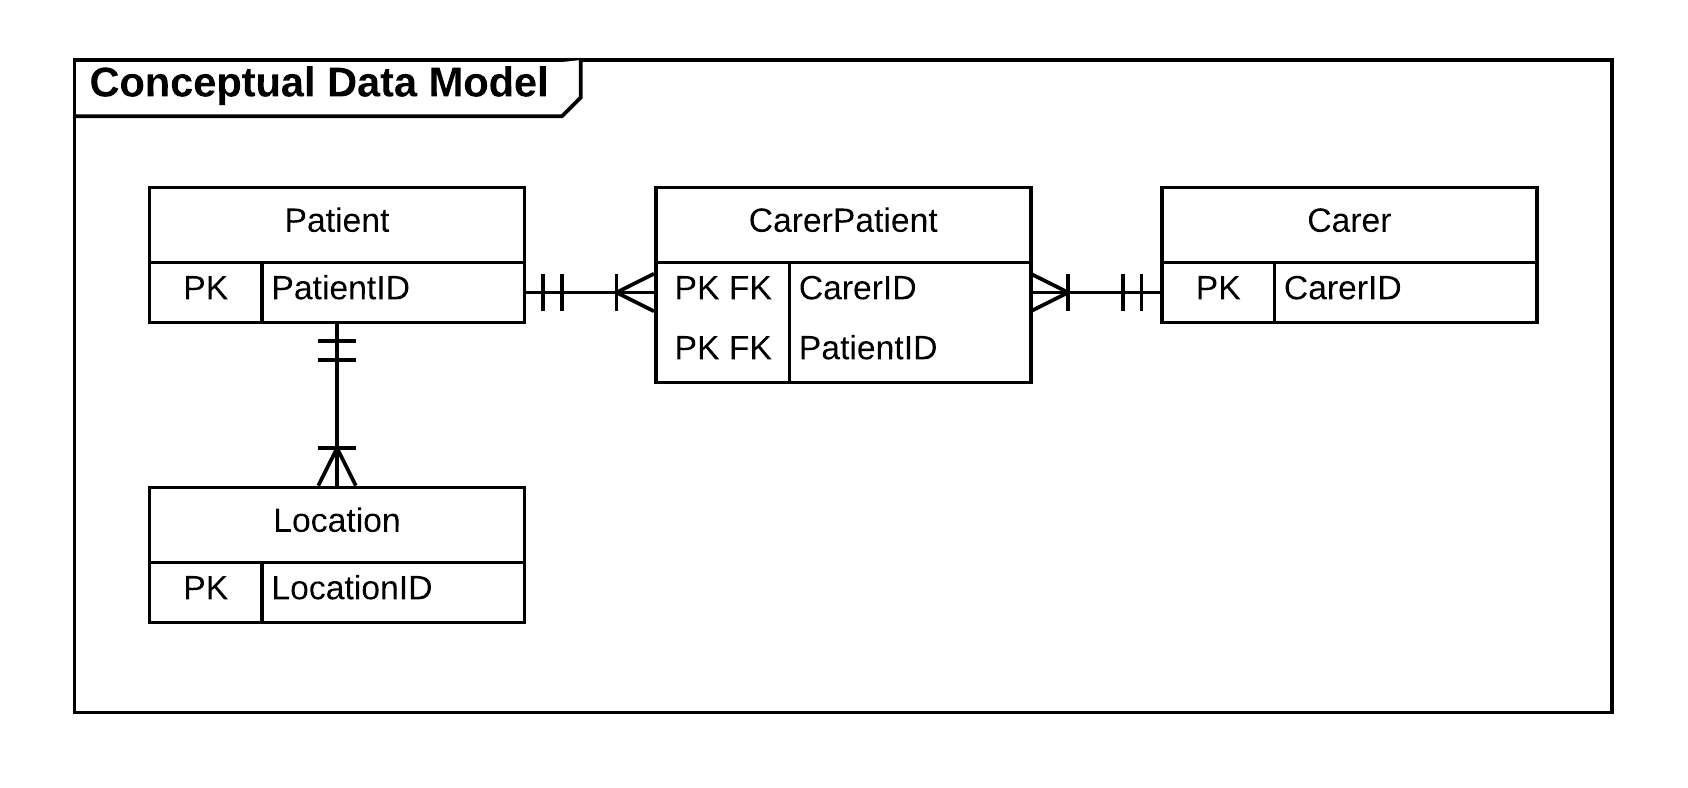 Conceptual Data Model
Patient
PK PatientID
CarerPatient
PK FK CarerID
PK FK PatientID
Carer
PK CarerID
Location
PK LocationID